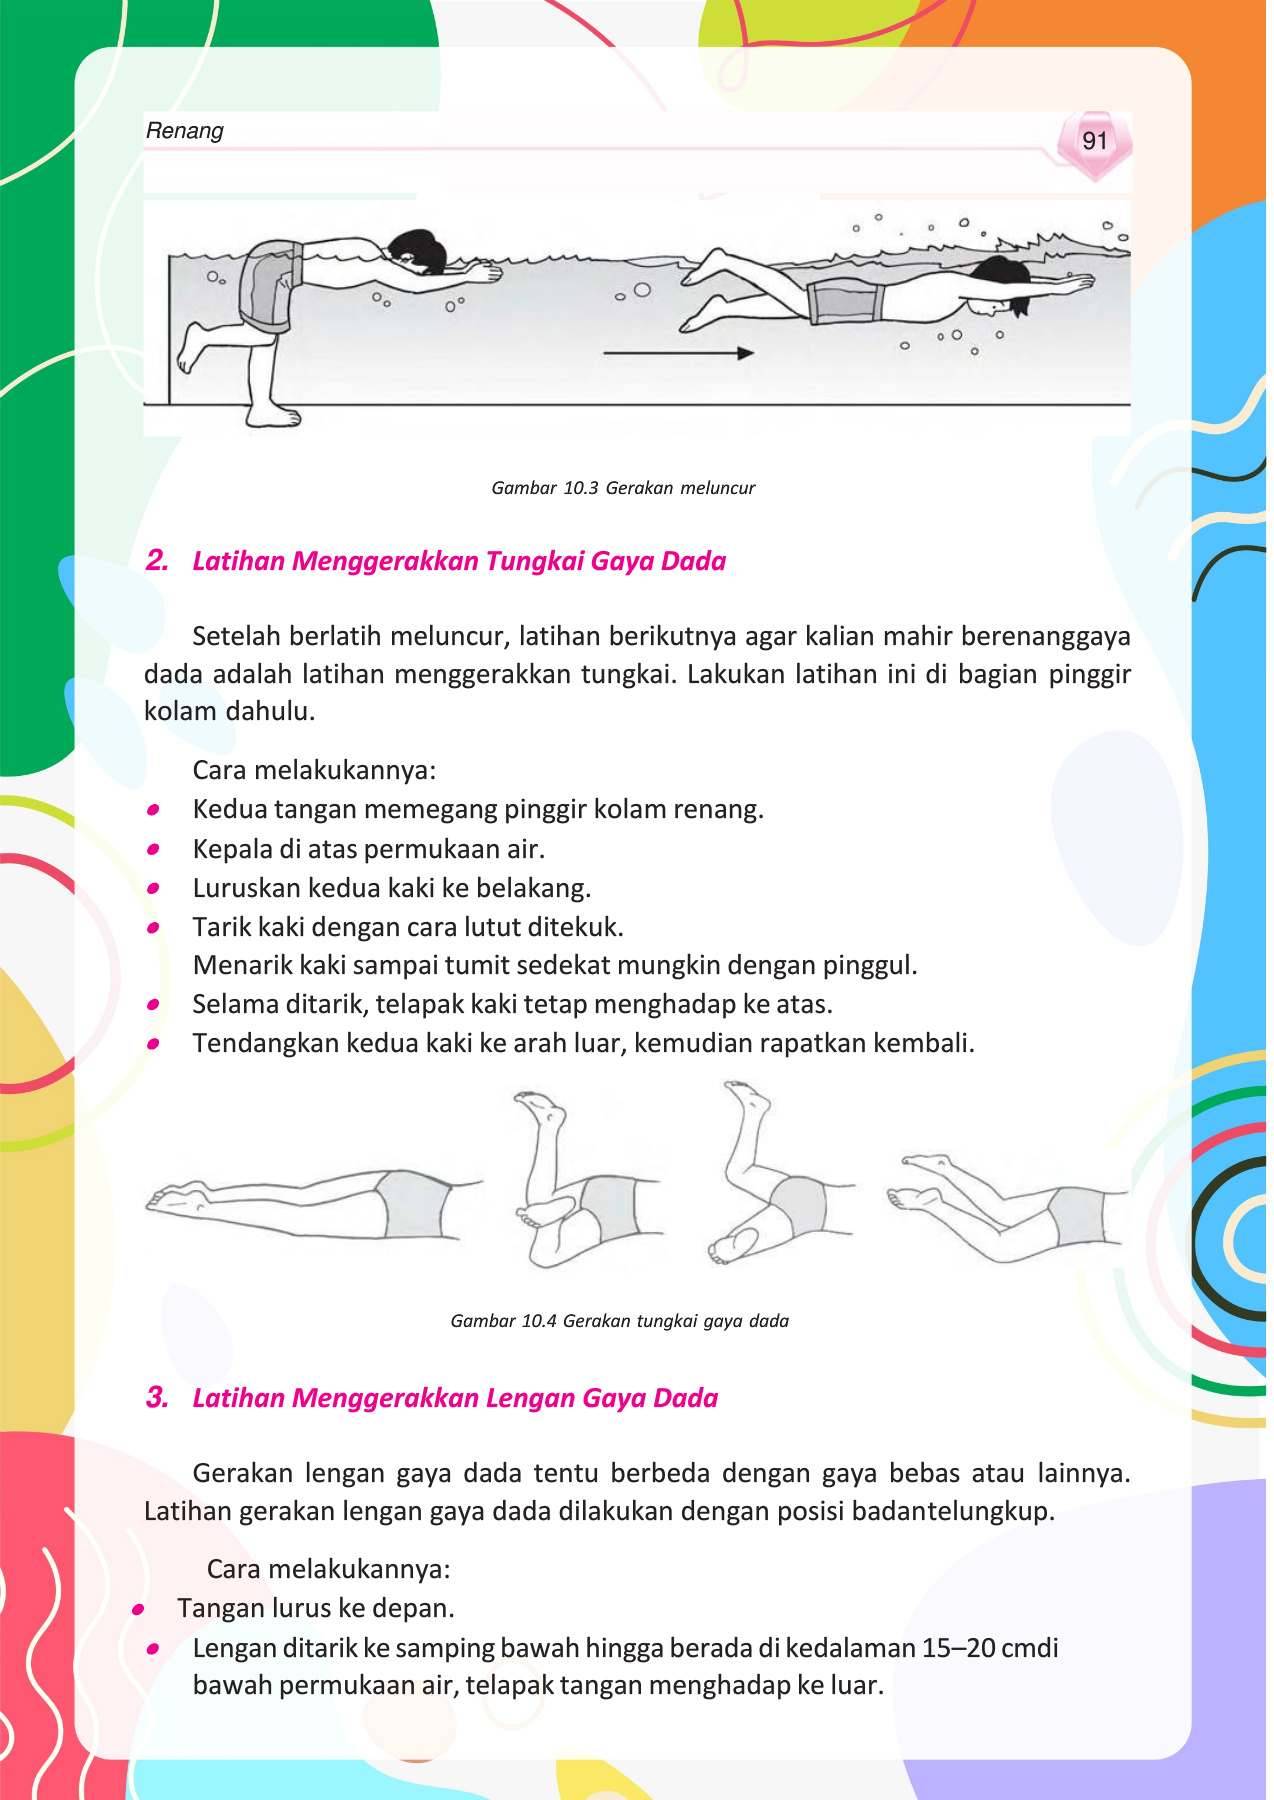 Renang
91
Gambar 10.3 Gerakan meluncur
2. Latihan Menggerakkan Tungkai Gaya Dada
Setelah berlatih meluncur, latihan berikutnya agar kalian mahir berenanggaya
dada adalah latihan menggerakkan tungkai. Lakukan latihan ini di bagian pinggir
kolam dahulu.
Cara melakukannya:
• Kedua tangan memegang pinggir kolam renang.
• Kepala di atas permukaan air.
• Luruskan kedua kaki ke belakang.
• Tarik kaki dengan cara lutut ditekuk.
Menarik kaki sampai tumit sedekat mungkin dengan pinggul.
• Selama ditarik, telapak kaki tetap menghadap ke atas.
• Tendangkan kedua kaki ke arah luar, kemudian rapatkan kembali.
Gambar 10.4 Gerakan tungkai gaya dada
3. Latihan Menggerakkan Lengan Gaya Dada
Gerakan lengan gaya dada tentu berbeda dengan gaya bebas atau lainnya.
Latihan gerakan lengan gaya dada dilakukan dengan posisi badantelungkup.
Cara melakukannya:
• Tangan lurus ke depan.
• Lengan ditarik ke samping bawah hingga berada di kedalaman 15–20 cmdi
bawah permukaan air, telapak tangan menghadap ke luar.